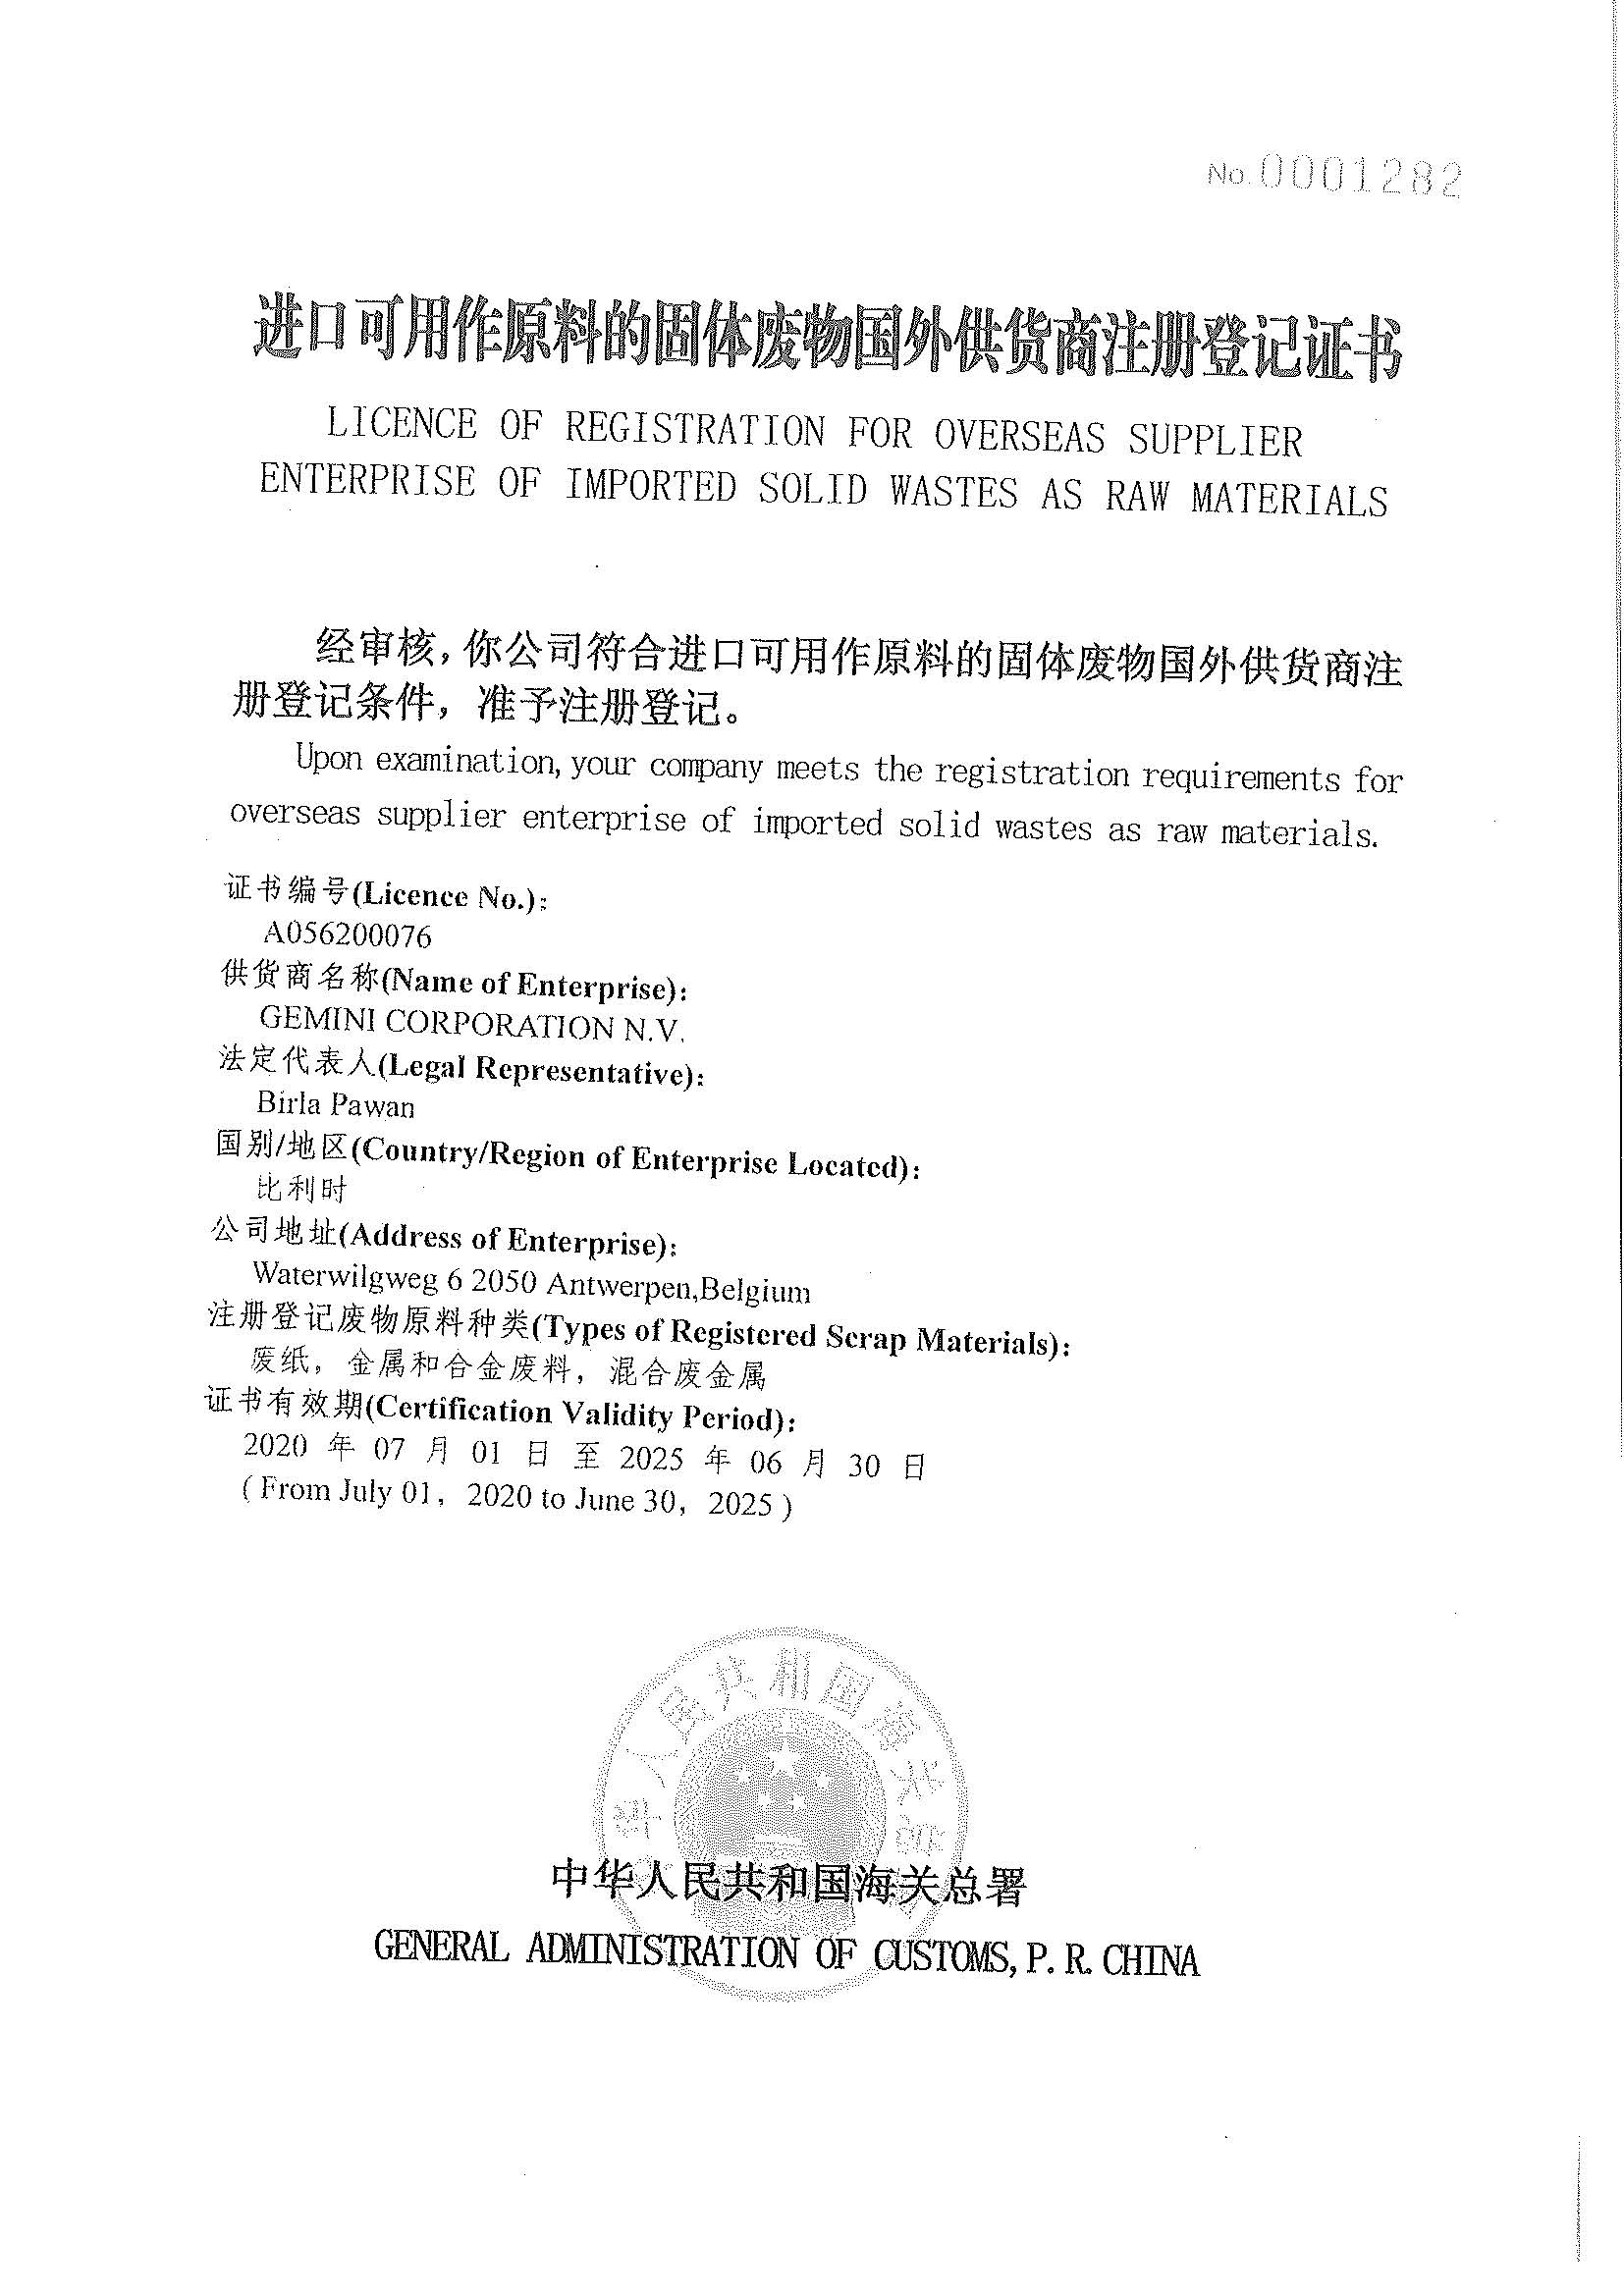 No.0001282
进口可用作原料的固体废物国外供货商注册登记证书
LICENCE OF REGISTRATION FOR OVERSEAS SUPPLIER
ENTERPRISE OF IMPORTED SOLID WASTES AS RAW MATERIALS
经审核,你公司符合进口可用作原料的固体废物国外供货商注
册登记条件，准予注册登记。
Upon examination, your company meets the registration requirements for
overseas supplier enterprise of imported solid wastes as raw materials.
证书编号(Licence No.):
A056200076
供货商名称(Name of Enterprise):
GEMINI CORPORATION N.V.
法定代表人(Legal Representative):
Birla Pawan
国别/地区(Country/Region of Enterprise Located):
比利时
公司地址(Address of Enterprise):
Waterwilgweg 6 2050 Antwerpen,Belgium
注册登记废物原料种类(Types of Registered Scrap Materials):
废纸，金属和合金废料，混合废金属
证书有效期(Certification Validity Period):
2020 年 07 月 01 日 至 2025 年 06 月 30 日
( From July 01, 2020 to June 30, 2025 )
华人民共和国海关总
中华人民共和国海关总署
GENERAL ADMINISTRATION OF CUSTOMS, P. R. CHINA